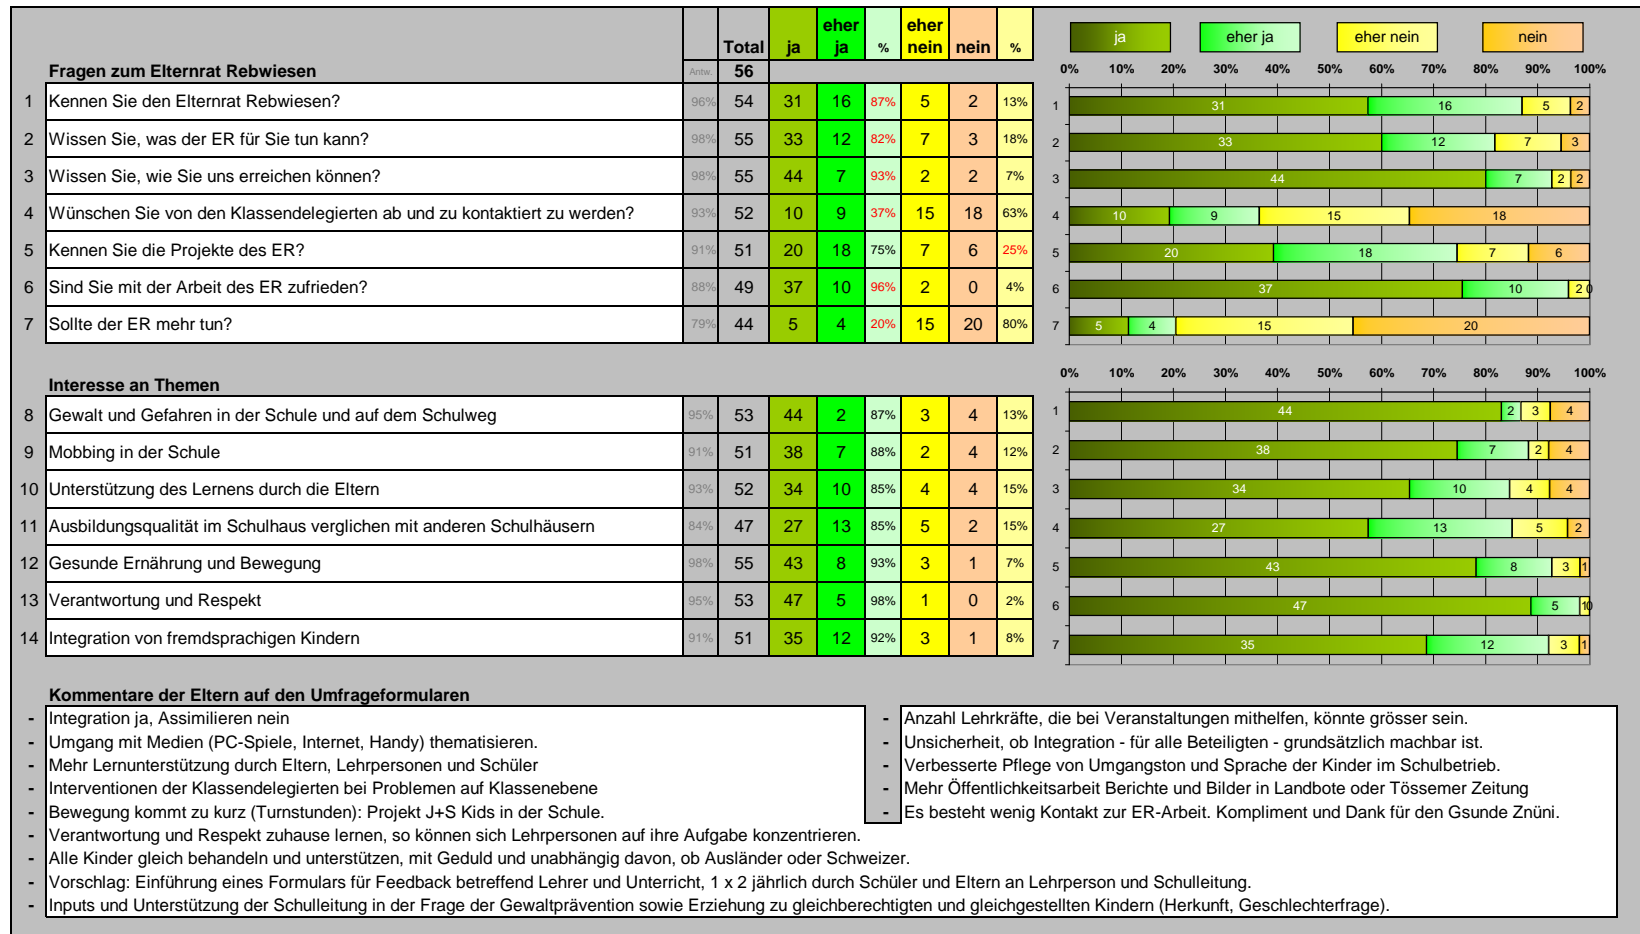 Total ja eher ja % eher nein nein %
ja eher ja eher nein nein
Fragen zum Elternrat Rebwiesen Antw. 56
0% 10% 20% 30% 40% 50% 60% 70% 80% 90% 100%
1 Kennen Sie den Elternrat Rebwiesen? 96% 54 31 16 87% 5 2 13%
1 31 16 5 2
2 Wissen Sie, was der ER für Sie tun kann? 98% 55 33 12 82% 7 3 18%
2 33 12 7 3
3 Wissen Sie, wie Sie uns erreichen können? 98% 55 44 7 93% 2 2 7%
3 44 7 2 2
4 Wünschen Sie von den Klassendelegierten ab und zu kontaktiert zu werden? 93% 52 10 9 37% 15 18 63%
4 10 9 15 18
5 Kennen Sie die Projekte des ER? 91% 51 20 18 75% 7 6 25%
5 20 18 7 6
6 Sind Sie mit der Arbeit des ER zufrieden? 88% 49 37 10 96% 2 0 4%
6 37 10 2 0
7 Sollte der ER mehr tun? 79% 44 5 4 20% 15 20 80%
7 5 4 15 20
Interesse an Themen
0% 10% 20% 30% 40% 50% 60% 70% 80% 90% 100%
8 Gewalt und Gefahren in der Schule und auf dem Schulweg 95% 53 44 2 87% 3 4 13%
1 44 2 3 4
9 Mobbing in der Schule 91% 51 38 7 88% 2 4 12%
2 38 7 2 4
10 Unterstützung des Lernens durch die Eltern 93% 52 34 10 85% 4 4 15%
3 34 10 4 4
11 Ausbildungsqualität im Schulhaus verglichen mit anderen Schulhäusern 84% 47 27 13 85% 5 2 15%
4 27 13 5 2
12 Gesunde Ernährung und Bewegung 98% 55 43 8 93% 3 1 7%
5 43 8 3 1
13 Verantwortung und Respekt 95% 53 47 5 98% 1 0 2%
6 47 5 1 0
14 Integration von fremdsprachigen Kindern 91% 51 35 12 92% 3 1 8%
7 35 12 3 1
Kommentare der Eltern auf den Umfrageformularen
- Integration ja, Assimilieren nein
- Umgang mit Medien (PC-Spiele, Internet, Handy) thematisieren.
- Mehr Lernunterstützung durch Eltern, Lehrpersonen und Schüler
- Interventionen der Klassendelegierten bei Problemen auf Klassenebene
- Bewegung kommt zu kurz (Turnstunden): Projekt J+S Kids in der Schule.
- Anzahl Lehrkräfte, die bei Veranstaltungen mithelfen, könnte grösser sein.
- Unsicherheit, ob Integration - für alle Beteiligten - grundsätzlich machbar ist.
- Verbesserte Pflege von Umgangston und Sprache der Kinder im Schulbetrieb.
- Mehr Öffentlichkeitsarbeit Berichte und Bilder in Landbote oder Tössemer Zeitung
- Es besteht wenig Kontakt zur ER-Arbeit. Kompliment und Dank für den Gsunde Znüni.
- Verantwortung und Respekt zuhause lernen, so können sich Lehrpersonen auf ihre Aufgabe konzentrieren.
- Alle Kinder gleich behandeln und unterstützen, mit Geduld und unabhängig davon, ob Ausländer oder Schweizer.
- Vorschlag: Einführung eines Formulars für Feedback betreffend Lehrer und Unterricht, 1 x 2 jährlich durch Schüler und Eltern an Lehrperson und Schulleitung.
- Inputs und Unterstützung der Schulleitung in der Frage der Gewaltprävention sowie Erziehung zu gleichberechtigten und gleichgestellten Kindern (Herkunft, Geschlechterfrage).